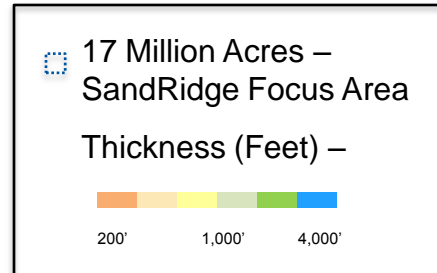 17 Million Acres –
SandRidge Focus Area
Thickness (Feet) –
200’ 1,000’ 4,000’